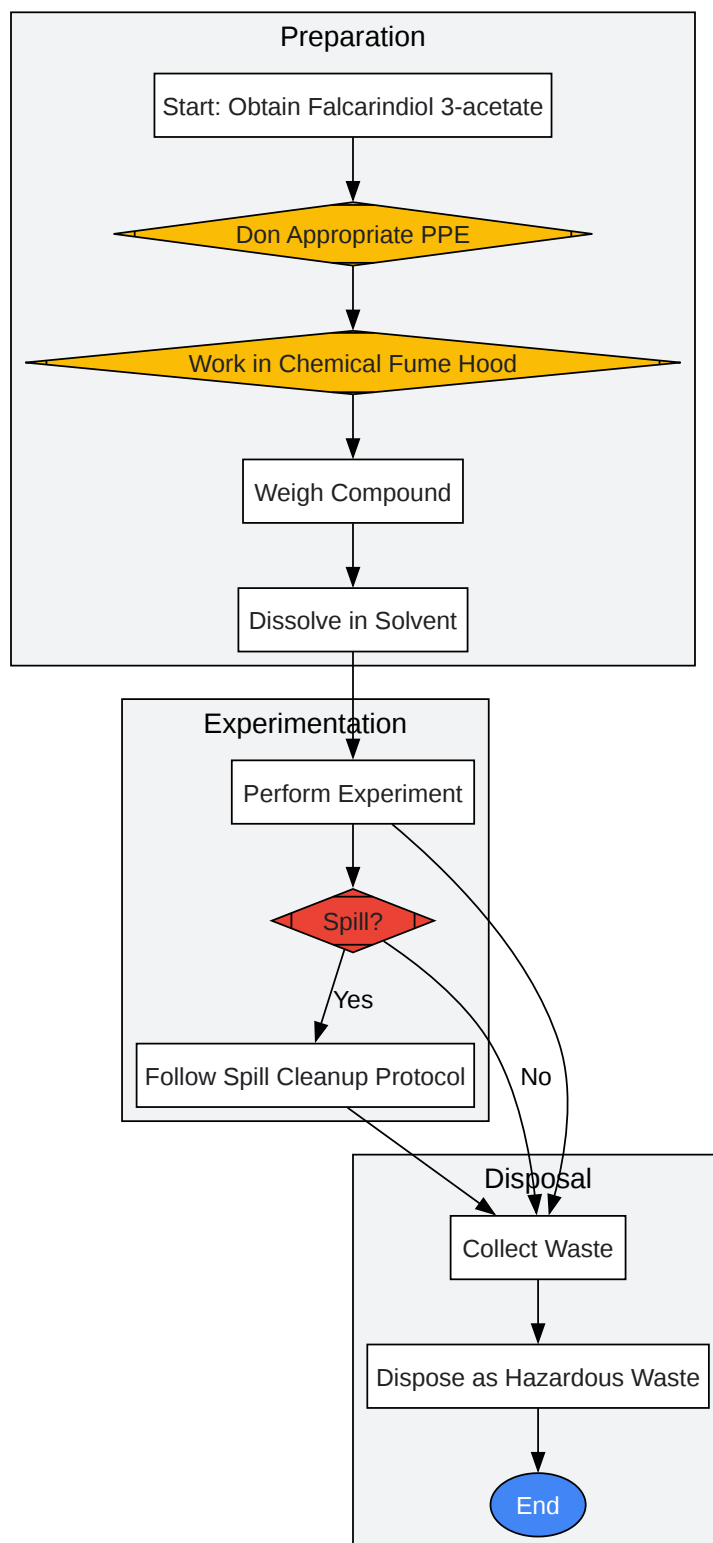 Preparation
Start: Obtain Falcarindiol 3-acetate
Don Appropriate PPE
Work in Chemical Fume Hood
Weigh Compound
Dissolve in Solvent
Experimentation
Perform Experiment
Spill?
Yes
Follow Spill Cleanup Protocol
No
Disposal
Collect Waste
Dispose as Hazardous Waste
End